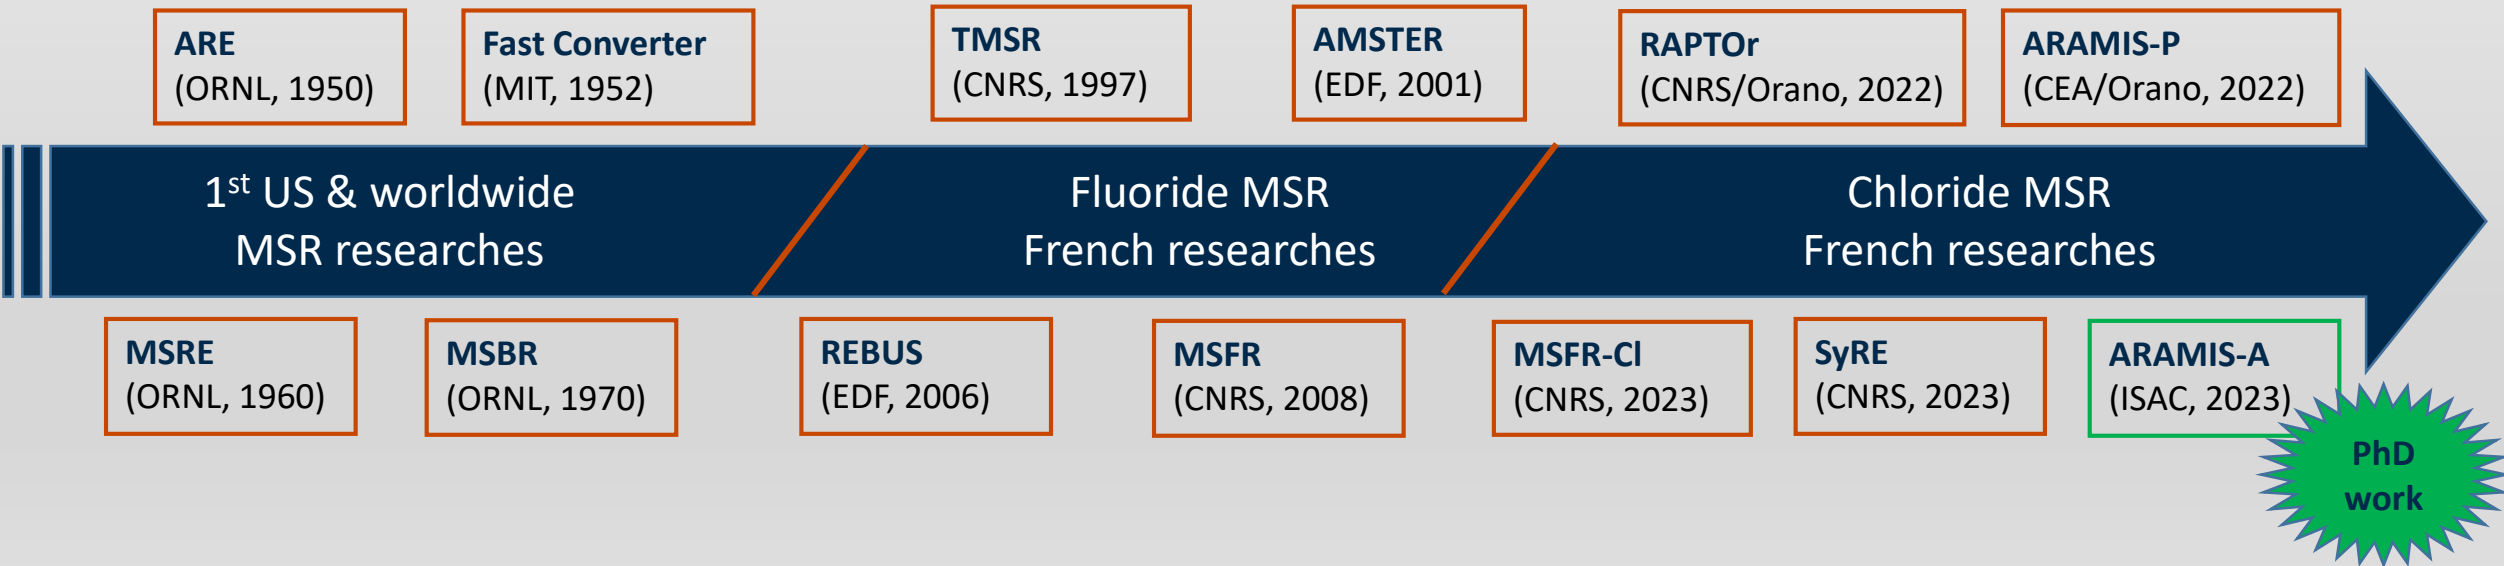 ARE
(ORNL, 1950)
Fast Converter
(MIT, 1952)
TMSR
(CNRS, 1997)
AMSTER
(EDF, 2001)
RAPTOr
(CNRS/Orano, 2022)
ARAMIS-P
(CEA/Orano, 2022)
1st US & worldwide
MSR researches
Fluoride MSR
French researches
Chloride MSR
French researches
MSRE
(ORNL, 1960)
MSBR
(ORNL, 1970)
REBUS
(EDF, 2006)
MSFR
(CNRS, 2008)
MSFR-Cl
(CNRS, 2023)
SyRE
(CNRS, 2023)
ARAMIS-A
(ISAC, 2023)
PhD
work